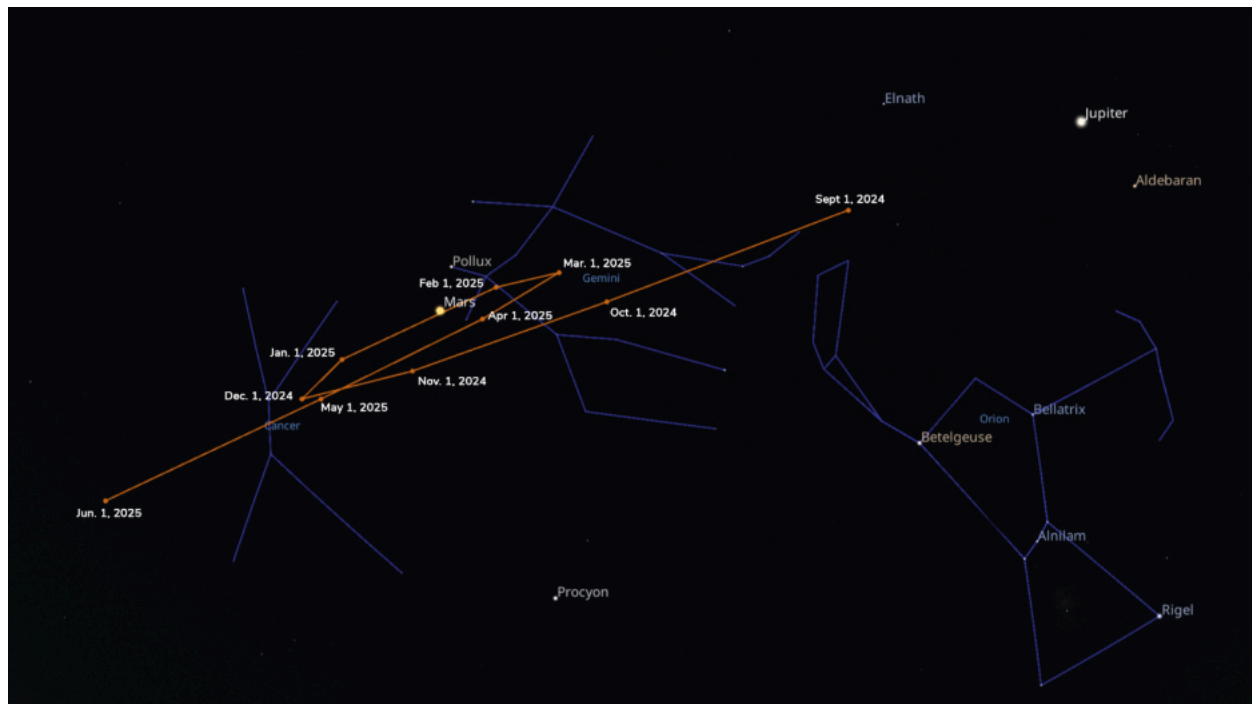 Elnath
Jupiter
Aldebaran
Sept 1, 2024
Pollux
Mar. 1, 2025
Gemini
Feb 1, 2025
Mars
Oct. 1, 2024
Apr 1, 2025
Jan. 1, 2025
Nov. 1, 2024
Dec. 1, 2024
May 1, 2025
Cancer
Bellatrix
Orion
Betelgeuse
Jun. 1, 2025
Alnilam
Procyon
Rigel